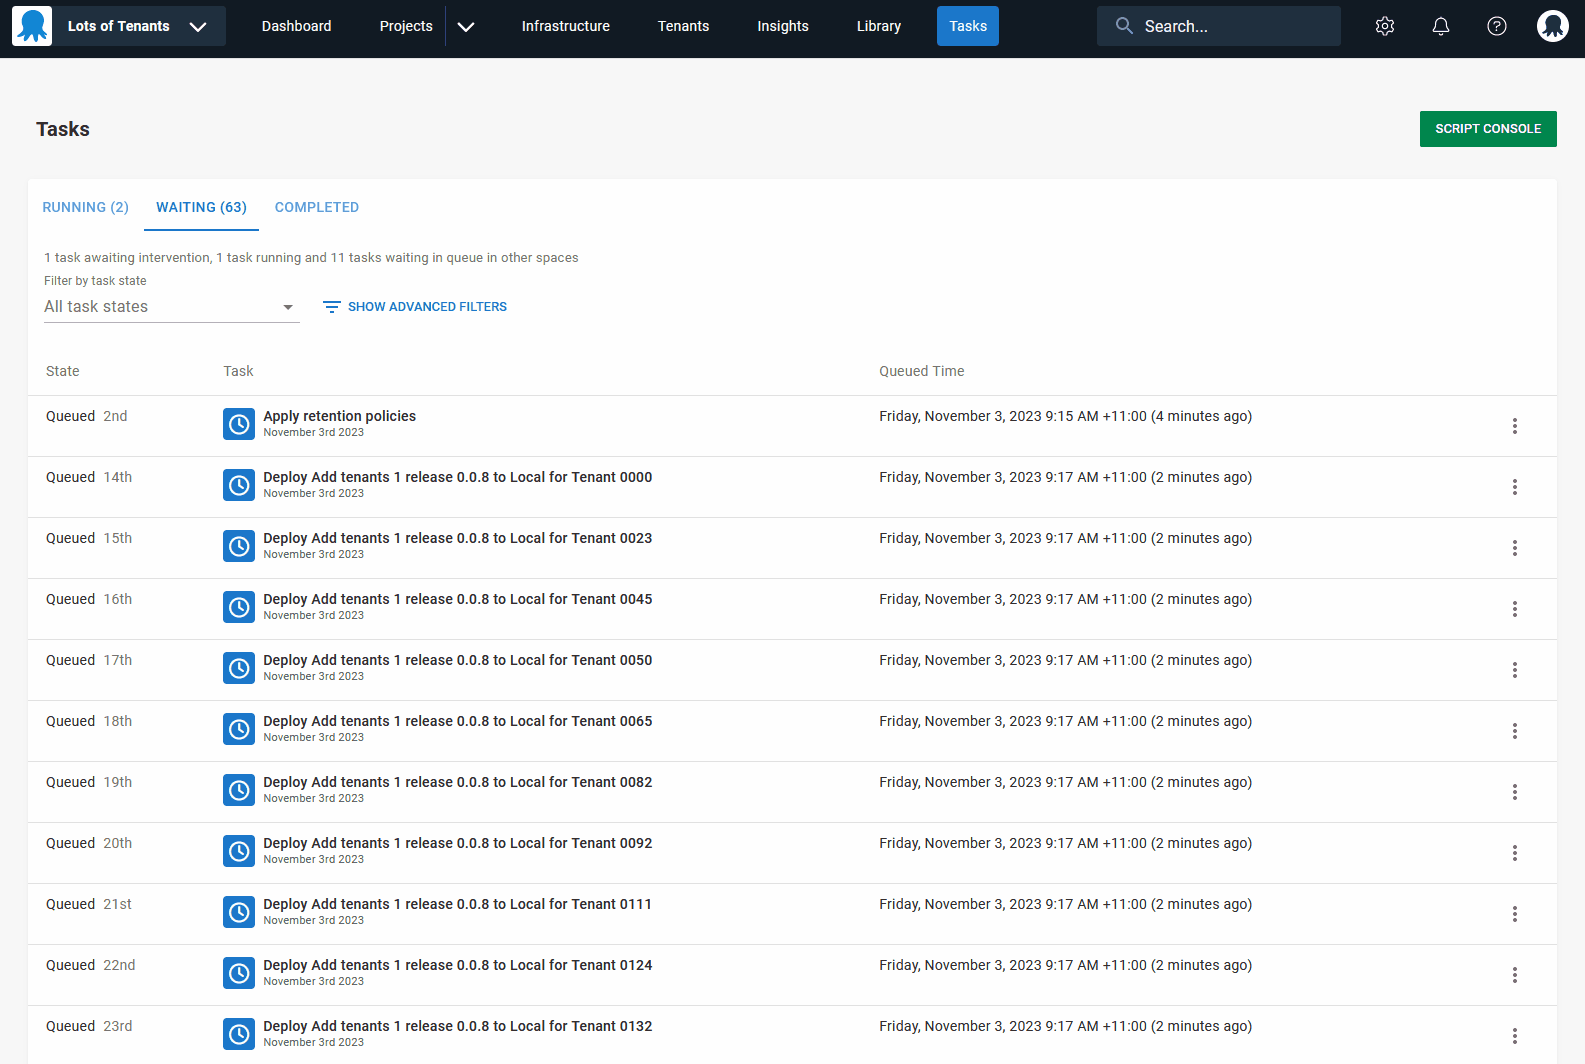 Lots of Tenants
Dashboard
Projects
Infrastructure
Tenants
Insights
Library
Tasks
Search...
Tasks
SCRIPT CONSOLE
RUNNING (2)
WAITING (63)
COMPLETED
1 task awaiting intervention, 1 task running and 11 tasks waiting in queue in other spaces
Filter by task state
All task states
SHOW ADVANCED FILTERS
State Task Queued Time
Queued 2nd Apply retention policies Friday, November 3, 2023 9:15 AM +11:00 (4 minutes ago)
November 3rd 2023
Queued 14th Deploy Add tenants 1 release 0.0.8 to Local for Tenant 0000 Friday, November 3, 2023 9:17 AM +11:00 (2 minutes ago)
November 3rd 2023
Queued 15th Deploy Add tenants 1 release 0.0.8 to Local for Tenant 0023 Friday, November 3, 2023 9:17 AM +11:00 (2 minutes ago)
November 3rd 2023
Queued 16th Deploy Add tenants 1 release 0.0.8 to Local for Tenant 0045 Friday, November 3, 2023 9:17 AM +11:00 (2 minutes ago)
November 3rd 2023
Queued 17th Deploy Add tenants 1 release 0.0.8 to Local for Tenant 0050 Friday, November 3, 2023 9:17 AM +11:00 (2 minutes ago)
November 3rd 2023
Queued 18th Deploy Add tenants 1 release 0.0.8 to Local for Tenant 0065 Friday, November 3, 2023 9:17 AM +11:00 (2 minutes ago)
November 3rd 2023
Queued 19th Deploy Add tenants 1 release 0.0.8 to Local for Tenant 0082 Friday, November 3, 2023 9:17 AM +11:00 (2 minutes ago)
November 3rd 2023
Queued 20th Deploy Add tenants 1 release 0.0.8 to Local for Tenant 0092 Friday, November 3, 2023 9:17 AM +11:00 (2 minutes ago)
November 3rd 2023
Queued 21st Deploy Add tenants 1 release 0.0.8 to Local for Tenant 0111 Friday, November 3, 2023 9:17 AM +11:00 (2 minutes ago)
November 3rd 2023
Queued 22nd Deploy Add tenants 1 release 0.0.8 to Local for Tenant 0124 Friday, November 3, 2023 9:17 AM +11:00 (2 minutes ago)
November 3rd 2023
Queued 23rd Deploy Add tenants 1 release 0.0.8 to Local for Tenant 0132 Friday, November 3, 2023 9:17 AM +11:00 (2 minutes ago)
November 3rd 2023